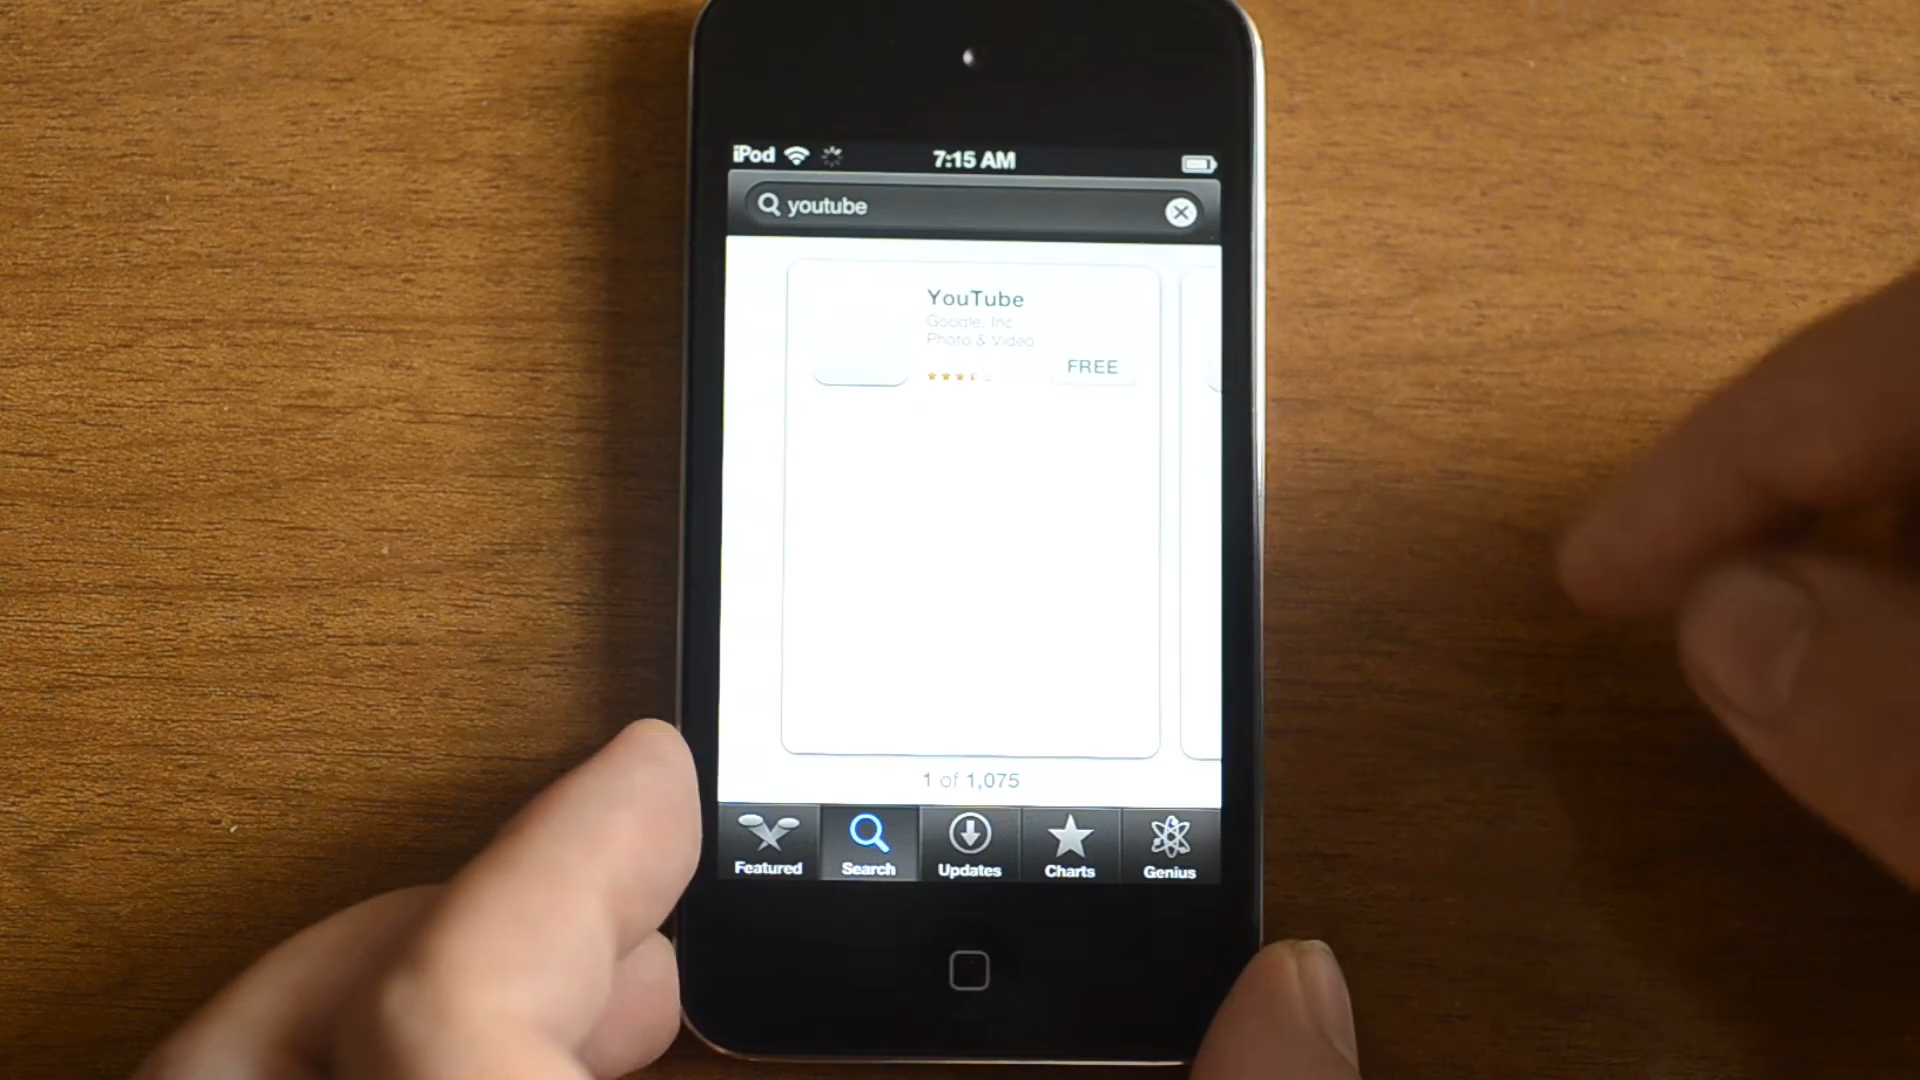 iPod
7:15 AM
youtube
YouTube
Google, Inc
Photo & Video
FREE
1 of 1,075
Featured
Search
Updates
Charts
Genius